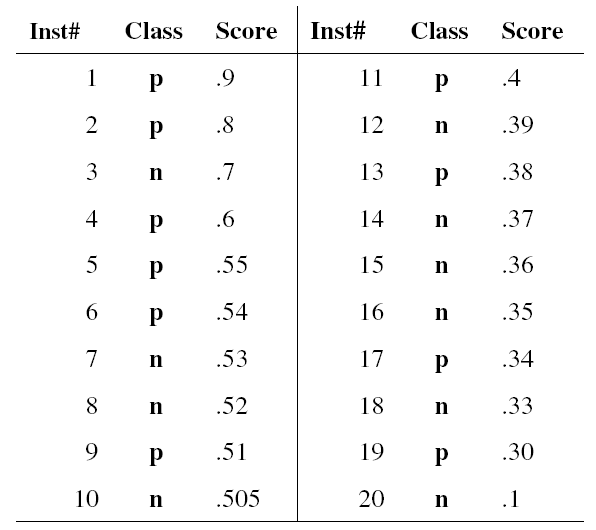 Inst# Class Score Inst# Class Score
1 p .9 11 p .4
2 p .8 12 n .39
3 n .7 13 p .38
4 p .6 14 n .37
5 p .55 15 n .36
6 p .54 16 n .35
7 n .53 17 p .34
8 n .52 18 n .33
9 p .51 19 p .30
10 n .505 20 n .1